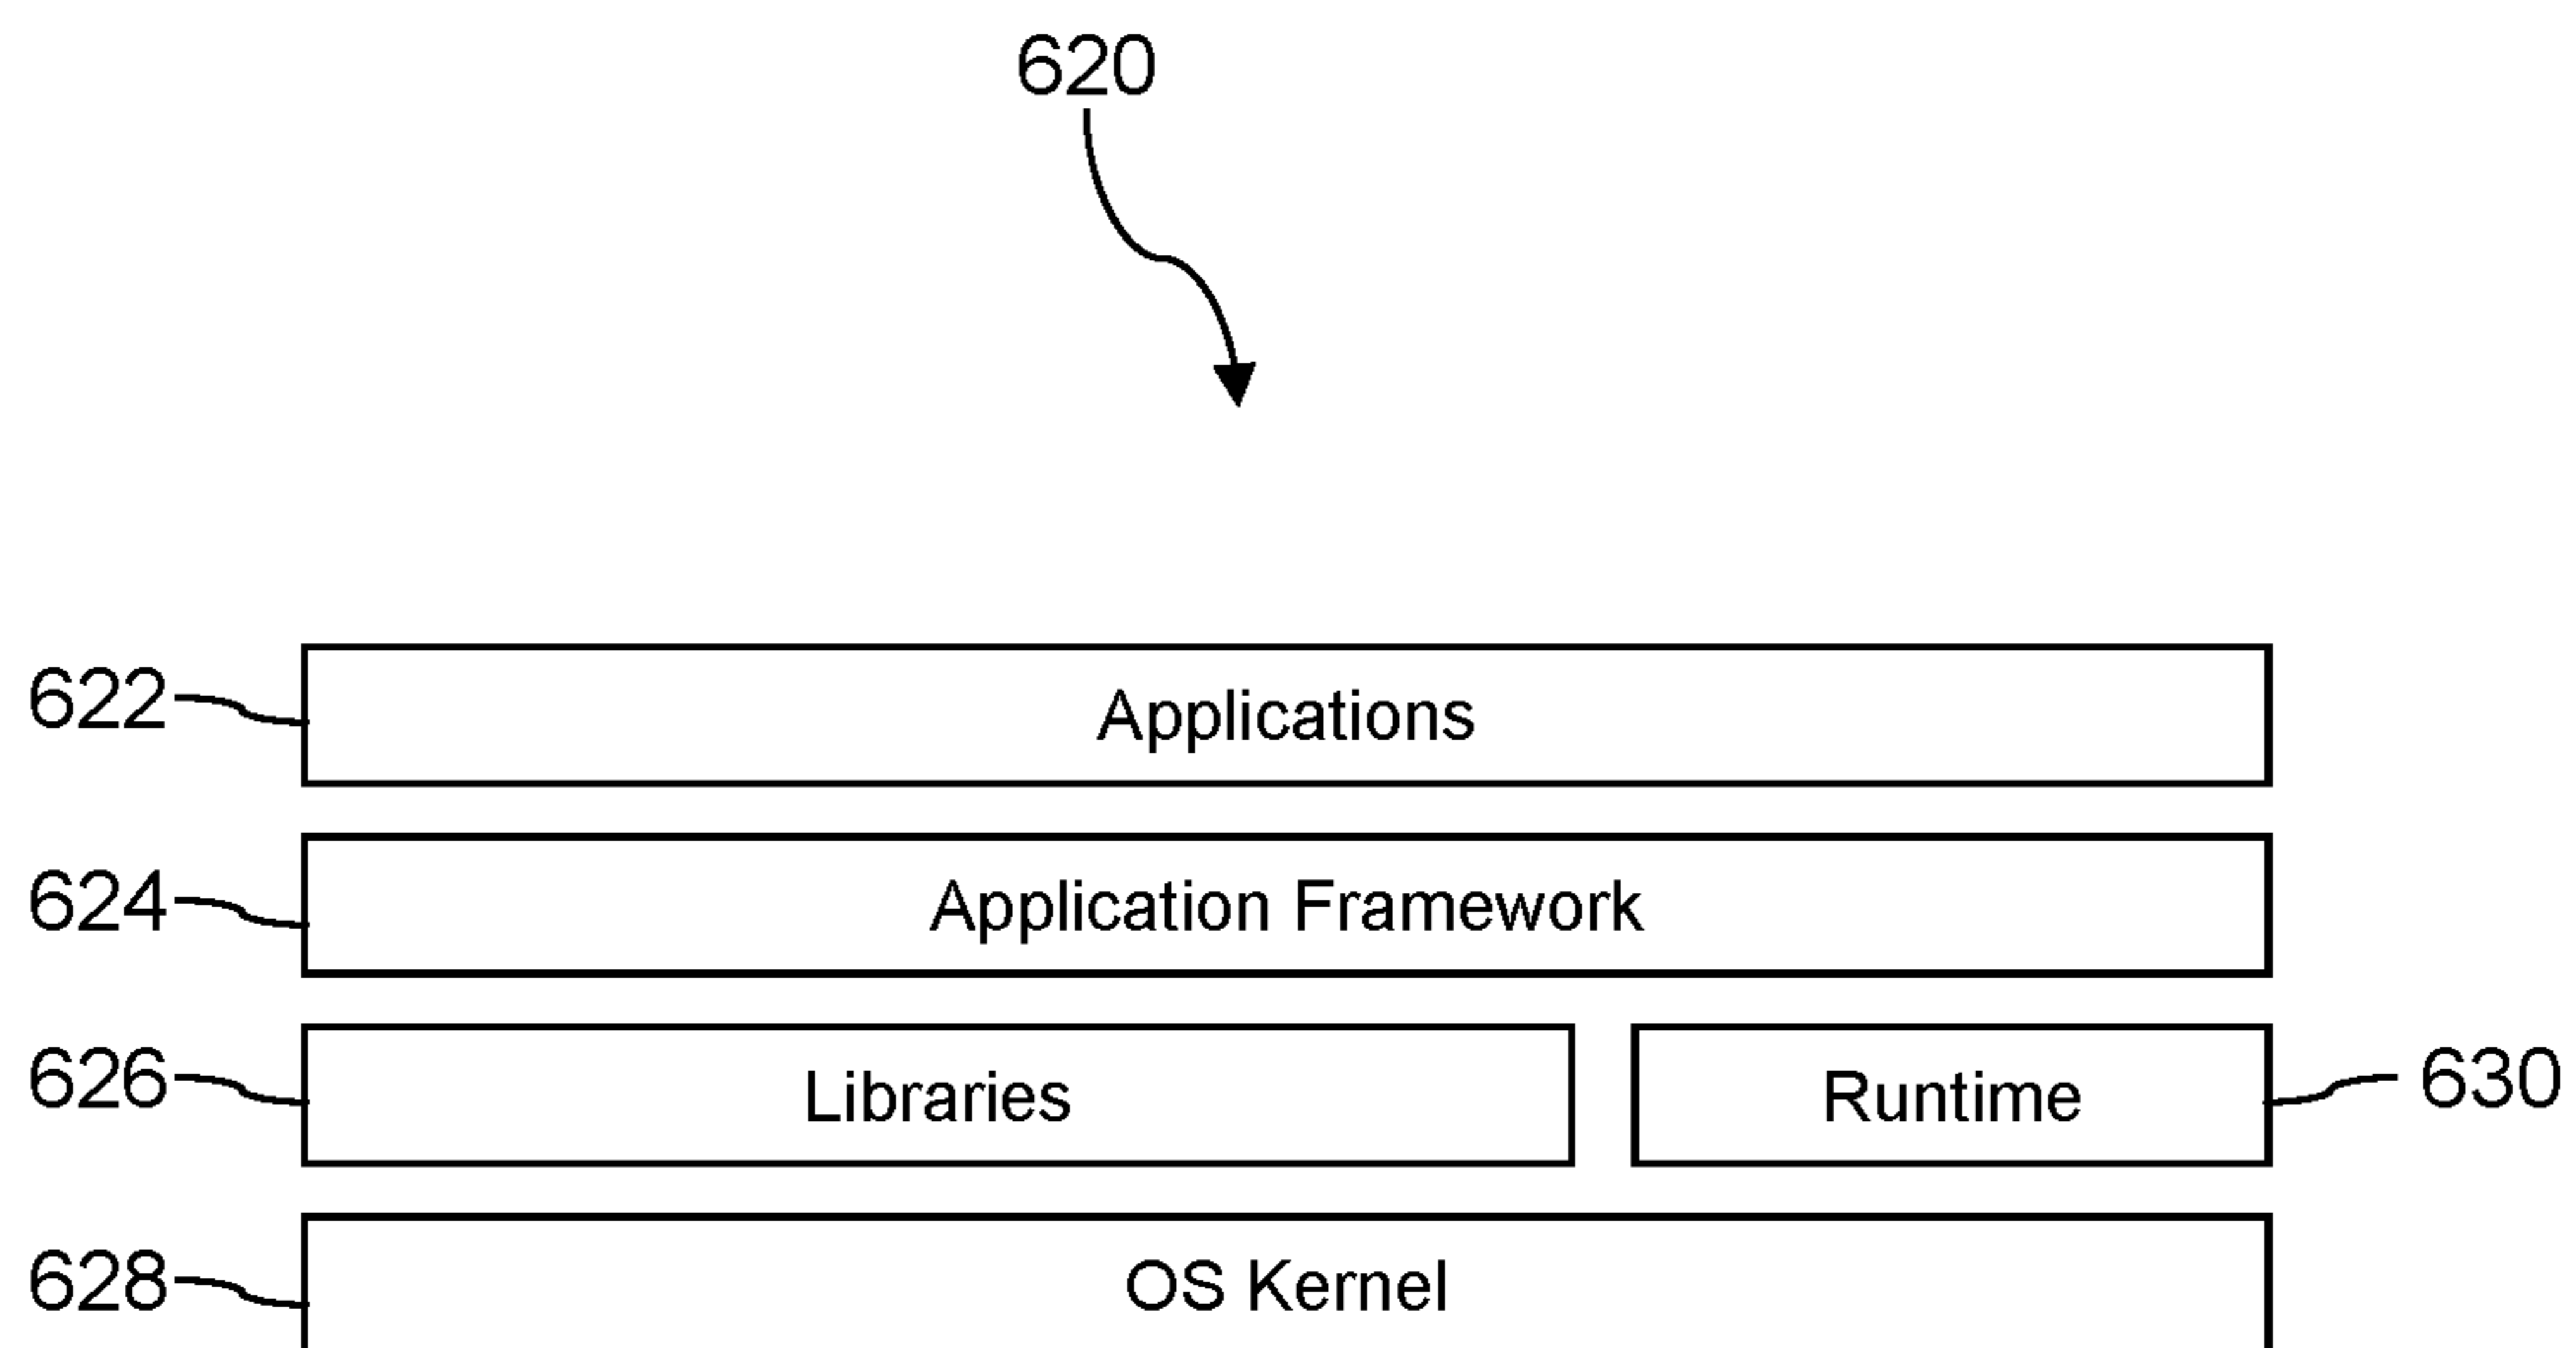 620
622 Applications
624 Application Framework
626 Libraries Runtime 630
628 OS Kernel